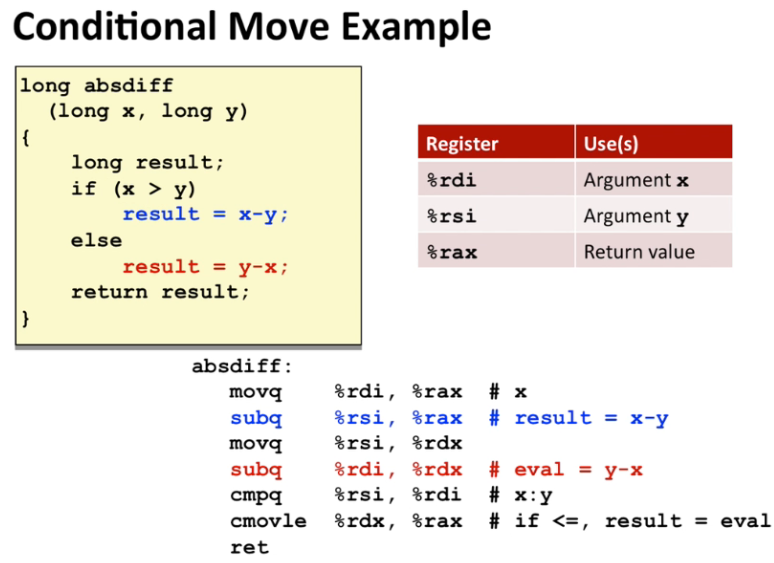 Conditional Move Example
long absdiff
(long x, long y)
{
long result;
if (x > y)
result = x-y;
else
result = y-x;
return result;
}
Register Use(s)
%rdi Argument x
%rsi Argument y
%rax Return value
absdiff:
movq %rdi, %rax # x
subq %rsi, %rax # result = x-y
movq %rsi, %rdx
subq %rdi, %rdx # eval = y-x
cmpq %rsi, %rdi # x:y
cmovle %rdx, %rax # if <=, result = eval
ret